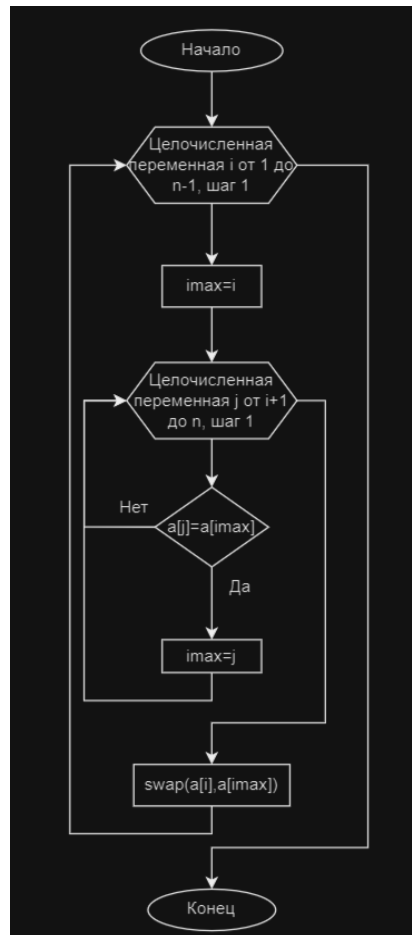 Начало
Целочисленная
переменная i от 1 до
n-1, шаг 1
imax=i
Целочисленная
переменная j от i+1
до n, шаг 1
Нет
a[j]=a[imax]
Да
imax=j
swap(a[i],a[imax])
Конец